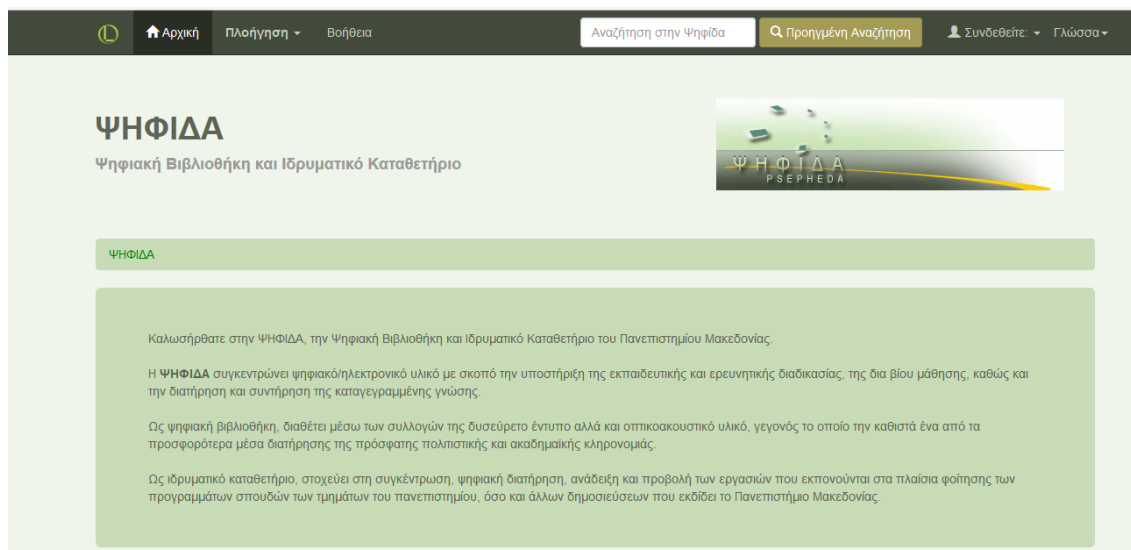 Αρχική Πλοήγηση Βοήθεια Αναζήτηση στην Ψηφίδα Προηγμένη Αναζήτηση Συνδεθείτε: Γλώσσα
ΨΗΦΙΔΑ
Ψηφιακή Βιβλιοθήκη και Ιδρυματικό Καταθετήριο
ΨΗΦΙΔΑ
PSEPHEDA
ΨΗΦΙΔΑ
Καλωσήρθατε στην ΨΗΦΙΔΑ, την Ψηφιακή Βιβλιοθήκη και Ιδρυματικό Καταθετήριο του Πανεπιστημίου Μακεδονίας.
Η ΨΗΦΙΔΑ συγκεντρώνει ψηφιακό/ηλεκτρονικό υλικό με σκοπό την υποστήριξη της εκπαιδευτικής και ερευνητικής διαδικασίας, της δια βίου μάθησης, καθώς και
την διατήρηση και συντήρηση της καταγεγραμμένης γνώσης.
Ως ψηφιακή βιβλιοθήκη, διαθέτει μέσω των συλλογών της δυσεύρετο έντυπο αλλά και οπτικοακουστικό υλικό, γεγονός το οποίο την καθιστά ένα από τα
προσφορότερα μέσα διατήρησης της πρόσφατης πολιτιστικής και ακαδημαϊκής κληρονομιάς.
Ως ιδρυματικό καταθετήριο, στοχεύει στη συγκέντρωση, ψηφιακή διατήρηση, ανάδειξη και προβολή των εργασιών που εκπονούνται στα πλαίσια φοίτησης των
προγραμμάτων σπουδών των τμημάτων του πανεπιστημίου, όσο και άλλων δημοσιεύσεων που εκδίδει το Πανεπιστήμιο Μακεδονίας.